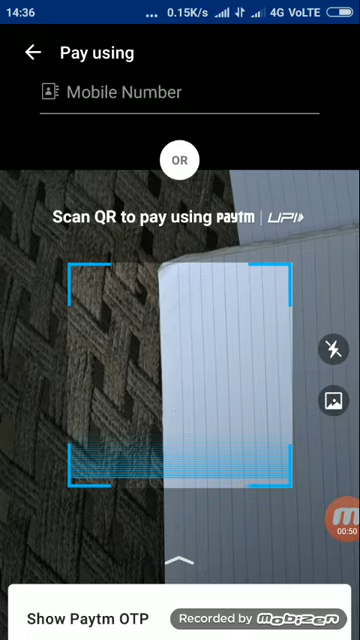 14:36 ... 0.15K/s 4G VoLTE
Pay using
Mobile Number
OR
Scan QR to pay using paytm | UPI
00:50
Show Paytm OTP
Recorded by mobizen